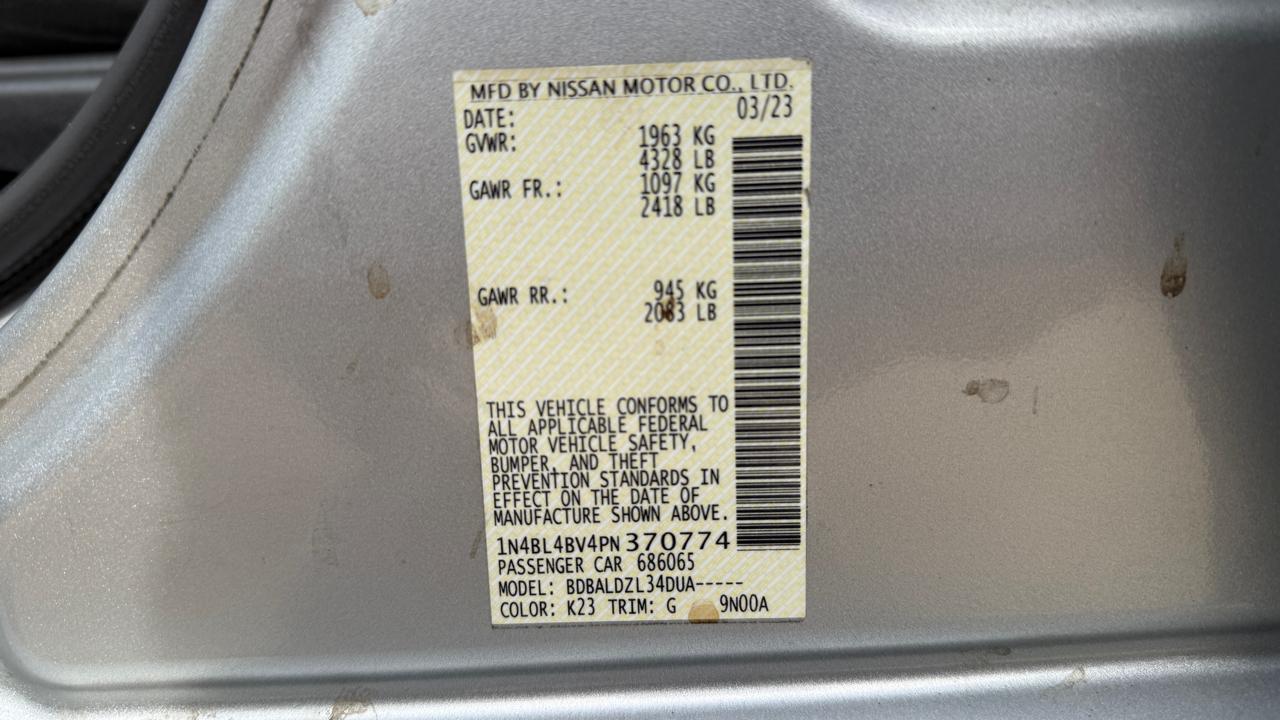 MFD BY NISSAN MOTOR CO., LTD.
DATE: 03/23
GVWR: 1963 KG
4328 LB
GAWR FR.: 1097 KG
2418 LB
GAWR RR.: 945 KG
2083 LB
THIS VEHICLE CONFORMS TO
ALL APPLICABLE FEDERAL
MOTOR VEHICLE SAFETY,
BUMPER, AND THEFT
PREVENTION STANDARDS IN
EFFECT ON THE DATE OF
MANUFACTURE SHOWN ABOVE.
1N4BL4BV4PN370774
PASSENGER CAR 686065
MODEL: BDBALDZL34DUA-----
COLOR: K23 TRIM: G 9N00A